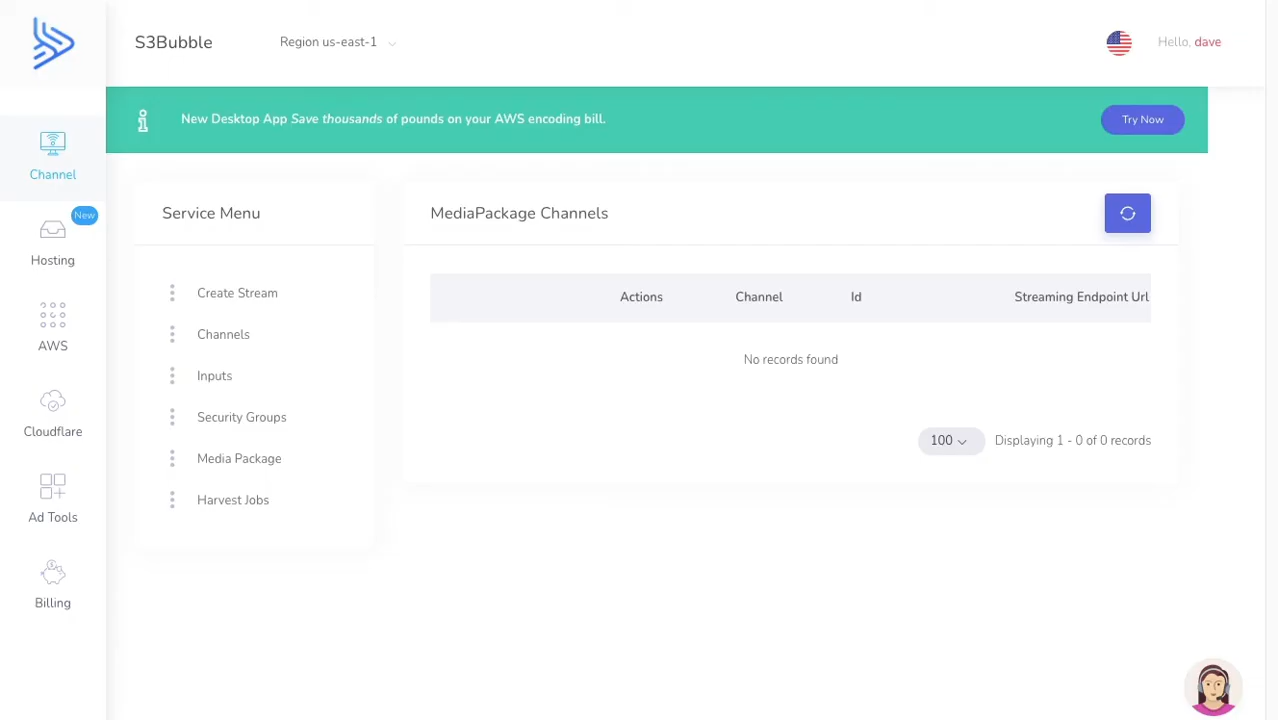 S3Bubble
Region us-east-1
Hello, dave
New Desktop App Save thousands of pounds on your AWS encoding bill.
Try Now
Channel
New
Hosting
AWS
Cloudflare
Ad Tools
Billing
Service Menu
Create Stream
Channels
Inputs
Security Groups
Media Package
Harvest Jobs
MediaPackage Channels
Actions Channel Id Streaming Endpoint Url
No records found
100 Displaying 1 - 0 of 0 records